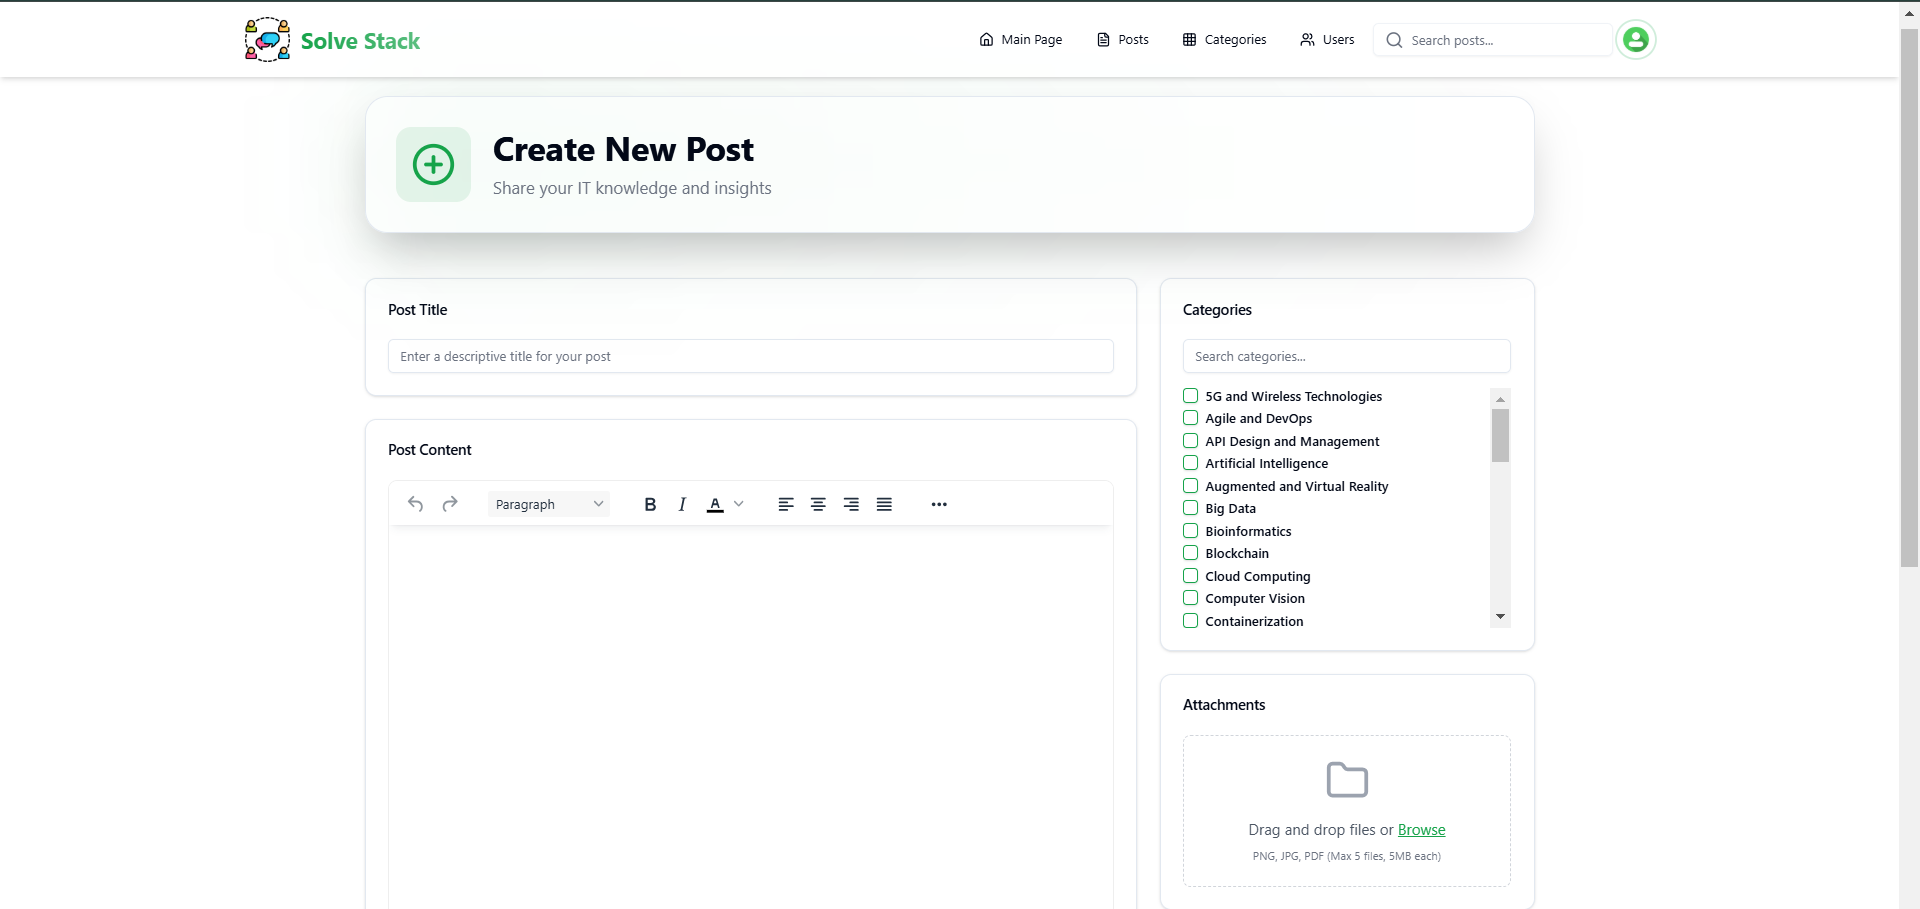 Solve Stack
Main Page
Posts
Categories
Users
Search posts...
Create New Post
Share your IT knowledge and insights
Post Title
Enter a descriptive title for your post
Post Content
Paragraph
B I A
Categories
Search categories...
5G and Wireless Technologies
Agile and DevOps
API Design and Management
Artificial Intelligence
Augmented and Virtual Reality
Big Data
Bioinformatics
Blockchain
Cloud Computing
Computer Vision
Containerization
Attachments
Drag and drop files or Browse
PNG, JPG, PDF (Max 5 files, 5MB each)